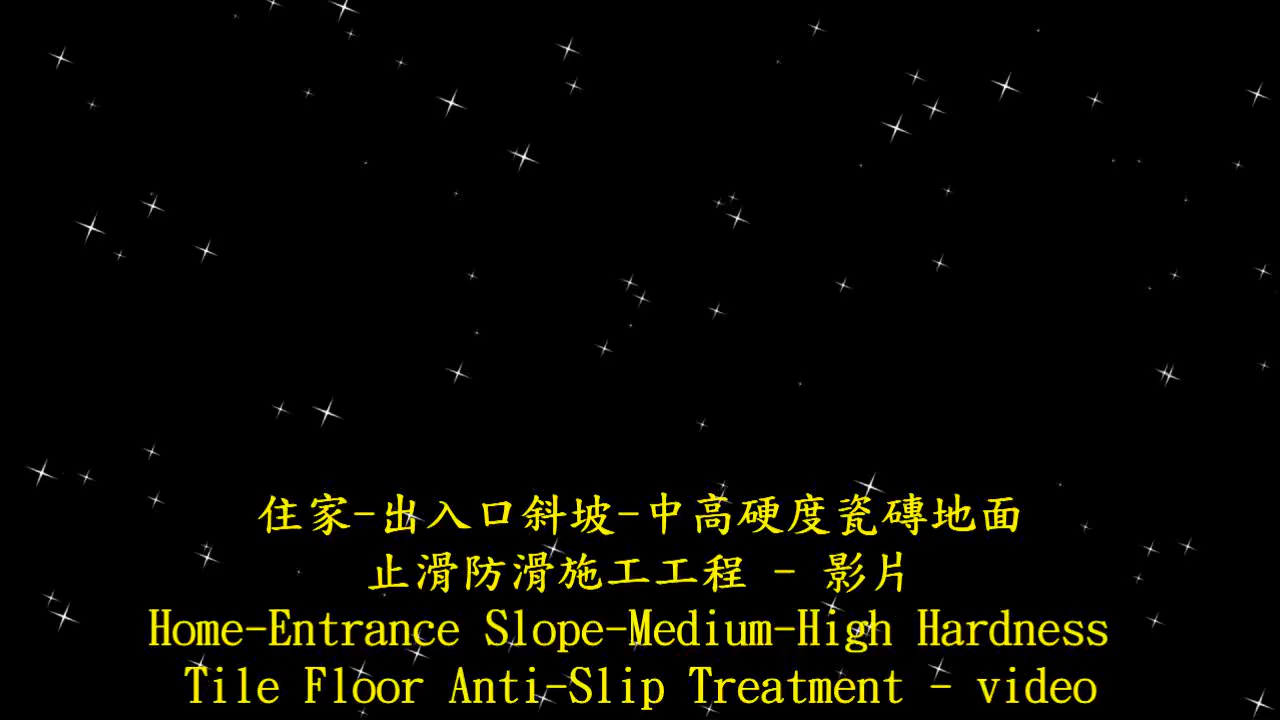 住家-出入口斜坡-中高硬度瓷磚地面
止滑防滑施工工程 - 影片
Home-Entrance Slope-Medium-High Hardness
Tile Floor Anti-Slip Treatment - video